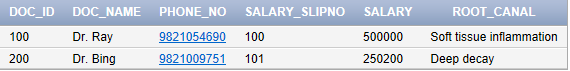 DOC_ID DOC_NAME PHONE_NO SALARY_SLIPNO SALARY ROOT_CANAL
100 Dr. Ray 9821054690 100 500000 Soft tissue inflammation
200 Dr. Bing 9821009751 101 250200 Deep decay